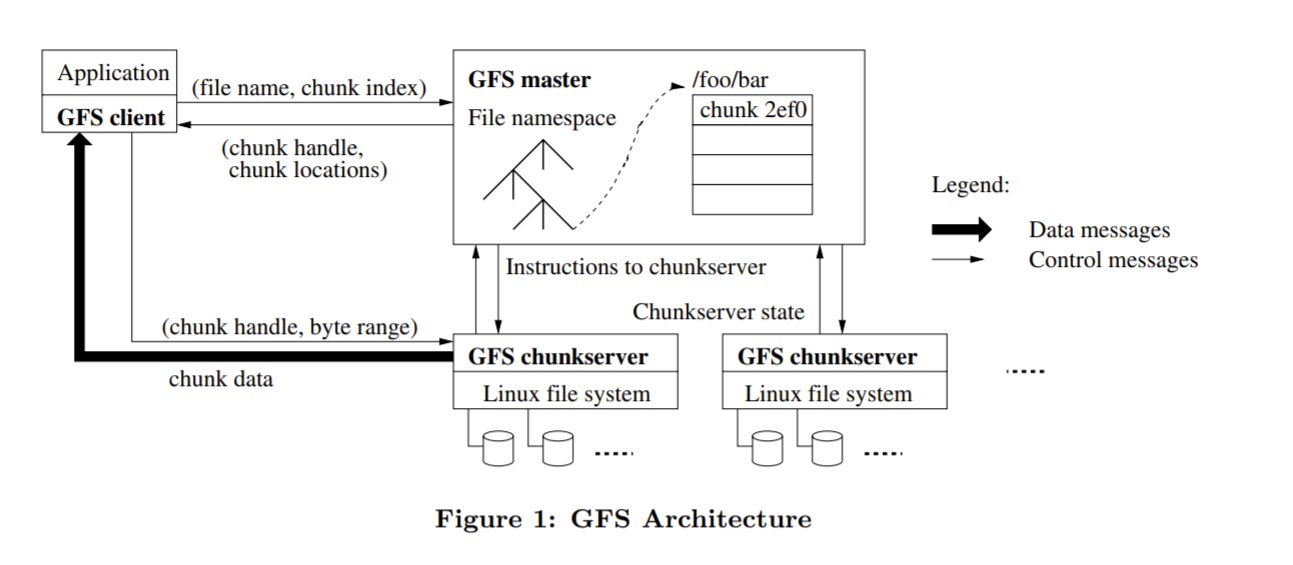 Application
GFS client
(file name, chunk index)
(chunk handle,
chunk locations)
GFS master
File namespace
/foo/bar
chunk 2ef0
Legend:
Data messages
Control messages
Instructions to chunkserver
Chunkserver state
(chunk handle, byte range)
chunk data
GFS chunkserver
Linux file system
GFS chunkserver
Linux file system
Figure 1: GFS Architecture